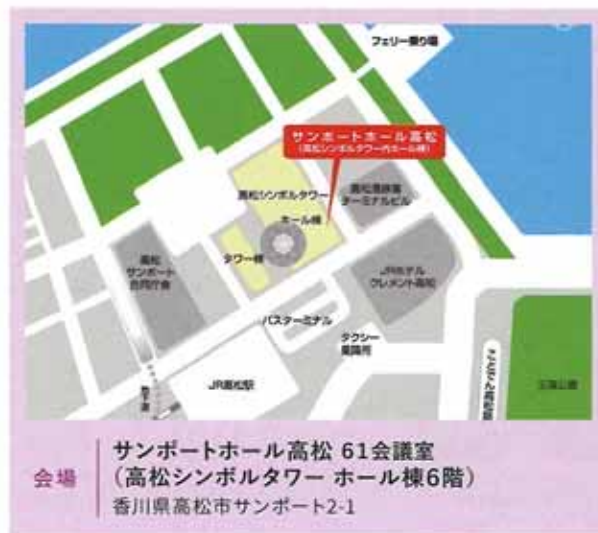 フェリー乗り場
サンポートホール高松
(高松シンボルタワー内ホール棟)
高松シンボルタワー
ホール棟
タワー棟
高松港旅客
ターミナルビル
高松
サンポート
合同庁舎
JRホテル
クレメント高松
バスターミナル
タクシー
乗降所
JR高松駅
地下道
玉藻公園
会場
サンポートホール高松 61会議室
(高松シンボルタワー ホール棟6階)
香川県高松市サンポート2-1